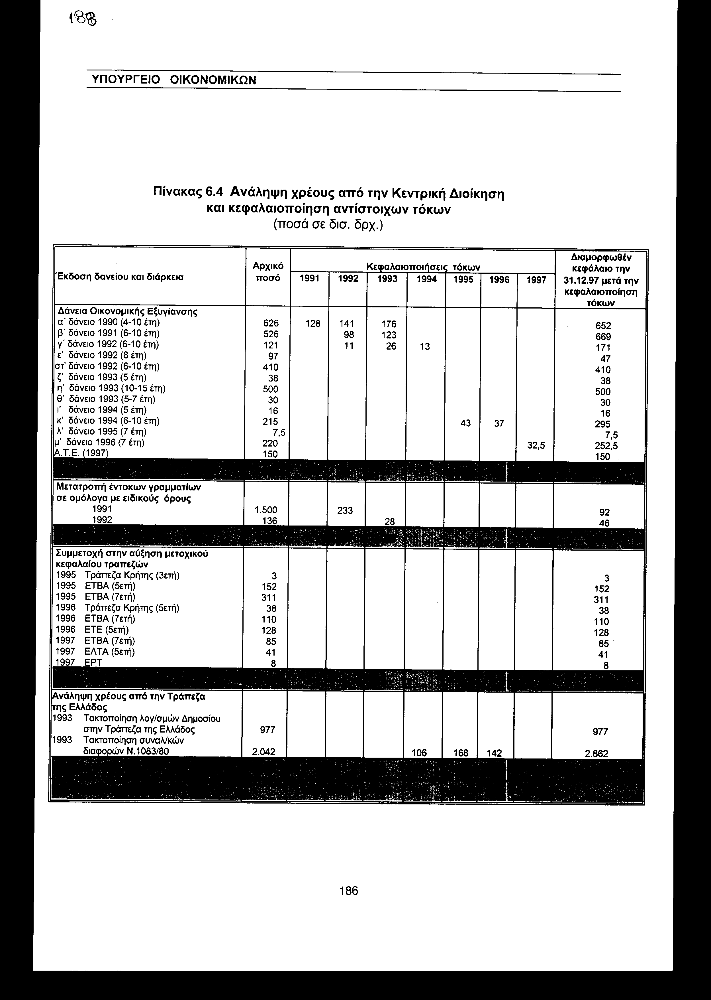 ΥΠΟΥΡΓΕΙΟ ΟΙΚΟΝΟΜΙΚΩΝ
Πίνακας 6.4 Ανάληψη χρέους από την Κεντρική Διοίκηση
και κεφαλαιοποίηση αντίστοιχων τόκων
(ποσά σε δισ. δρχ.)
Έκδοση δανείου και διάρκεια
Αρχικό
ποσό
Κεφαλαιοποιήσεις τόκων
1991 1992 1993 1994 1995 1996 1997
Διαμορφωθέν
κεφάλαιο την
31.12.97 μετά την
κεφαλαιοποίηση
τόκων
Δάνεια Οικονομικής Εξυγίανσης
α΄ δάνειο 1990 (4-10 έτη) 626 128 141 176 652
β΄ δάνειο 1991 (6-10 έτη) 526 98 123 669
γ΄ δάνειο 1992 (6-10 έτη) 121 11 26 13 171
ε' δάνειο 1992 (8 έτη) 97 47
στ' δάνειο 1992 (6-10 έτη) 410 410
ζ' δάνειο 1993 (5 έτη) 38 38
η' δάνειο 1993 (10-15 έτη) 500 500
θ' δάνειο 1993 (5-7 έτη) 30 30
ι' δάνειο 1994 (5 έτη) 16 16
κ' δάνειο 1994 (6-10 έτη) 215 43 37 295
λ' δάνειο 1995 (7 έτη) 7,5 7,5
μ' δάνειο 1996 (7 έτη) 220 32,5 252,5
Α.Τ.Ε. (1997) 150 150
Μετατροπή έντοκων γραμματίων
σε ομόλογα με ειδικούς όρους
1991 1.500 233 92
1992 136 28 46
Συμμετοχή στην αύξηση μετοχικού
κεφαλαίου τραπεζών
1995 Τράπεζα Κρήτης (3ετή) 3 3
1995 ΕΤΒΑ (5ετή) 152 152
1995 ΕΤΒΑ (7ετή) 311 311
1996 Τράπεζα Κρήτης (5ετή) 38 38
1996 ΕΤΒΑ (7ετή) 110 110
1996 ΕΤΕ (5ετή) 128 128
1997 ΕΤΒΑ (7ετή) 85 85
1997 ΕΛΤΑ (5ετή) 41 41
1997 ΕΡΤ 8 8
Ανάληψη χρέους από την Τράπεζα
της Ελλάδος
1993 Τακτοποίηση λογ/σμών Δημοσίου
στην Τράπεζα της Ελλάδος 977 977
1993 Τακτοποίηση συναλ/κών
διαφορών Ν.1083/80 2.042 106 168 142 2.862
186